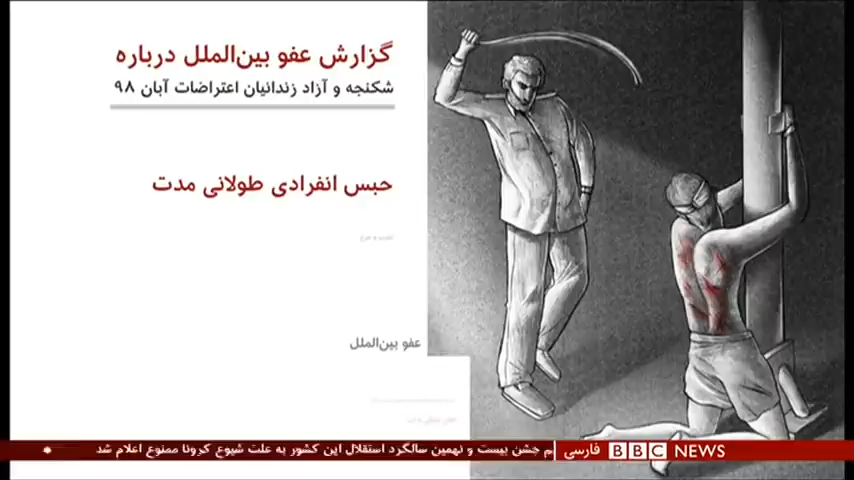 گزارش عفو بین‌الملل درباره
شکنجه و آزاد زندانیان اعتراضات آبان ۹۸
حبس انفرادی طولانی مدت
عفو بین‌الملل
م جشن بیست و نهمین سالگرد استقلال این کشور به علت شیوع کرونا ممنوع اعلام شد
فارسی BBC NEWS